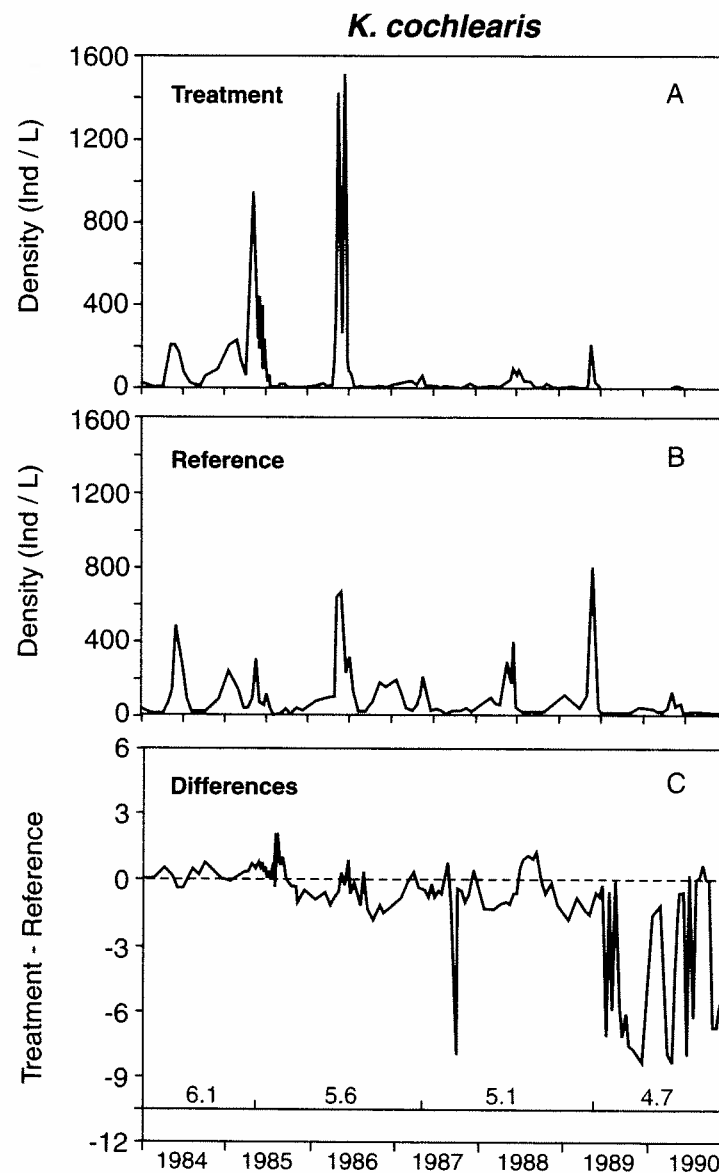 K. cochlearis
1600
Treatment
A
1200
Density (Ind / L)
800
400
0
1600
Reference
B
1200
Density (Ind / L)
800
400
0
6
Differences
C
3
0
Treatment - Reference
-3
-6
-9
6.1 5.6 5.1 4.7
-12
1984 1985 1986 1987 1988 1989 1990